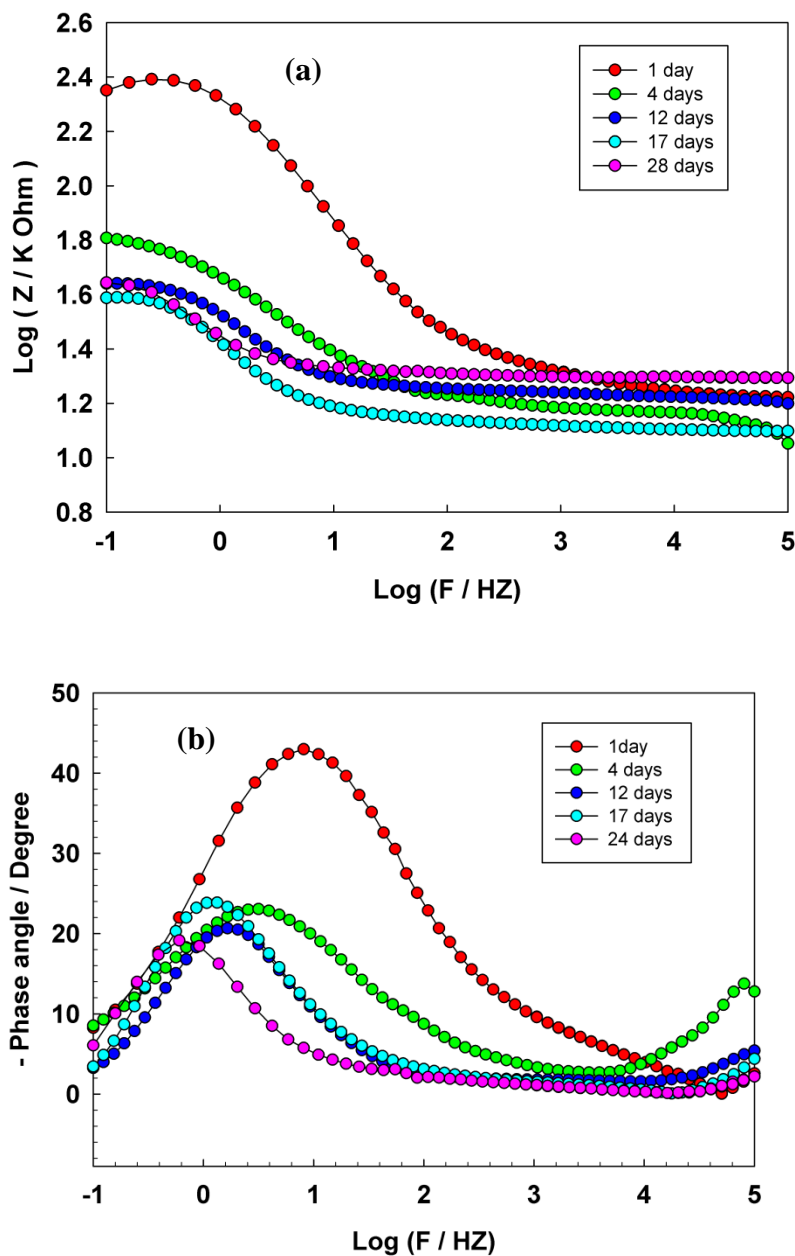 2.6
2.4
2.2
2.0
1.8
1.6
1.4
1.2
1.0
0.8
Log ( Z / K Ohm )
(a)
1 day
4 days
12 days
17 days
28 days
-1 0 1 2 3 4 5
Log (F / HZ)
50
40
30
20
10
0
- Phase angle / Degree
(b)
1day
4 days
12 days
17 days
24 days
-1 0 1 2 3 4 5
Log (F / HZ)